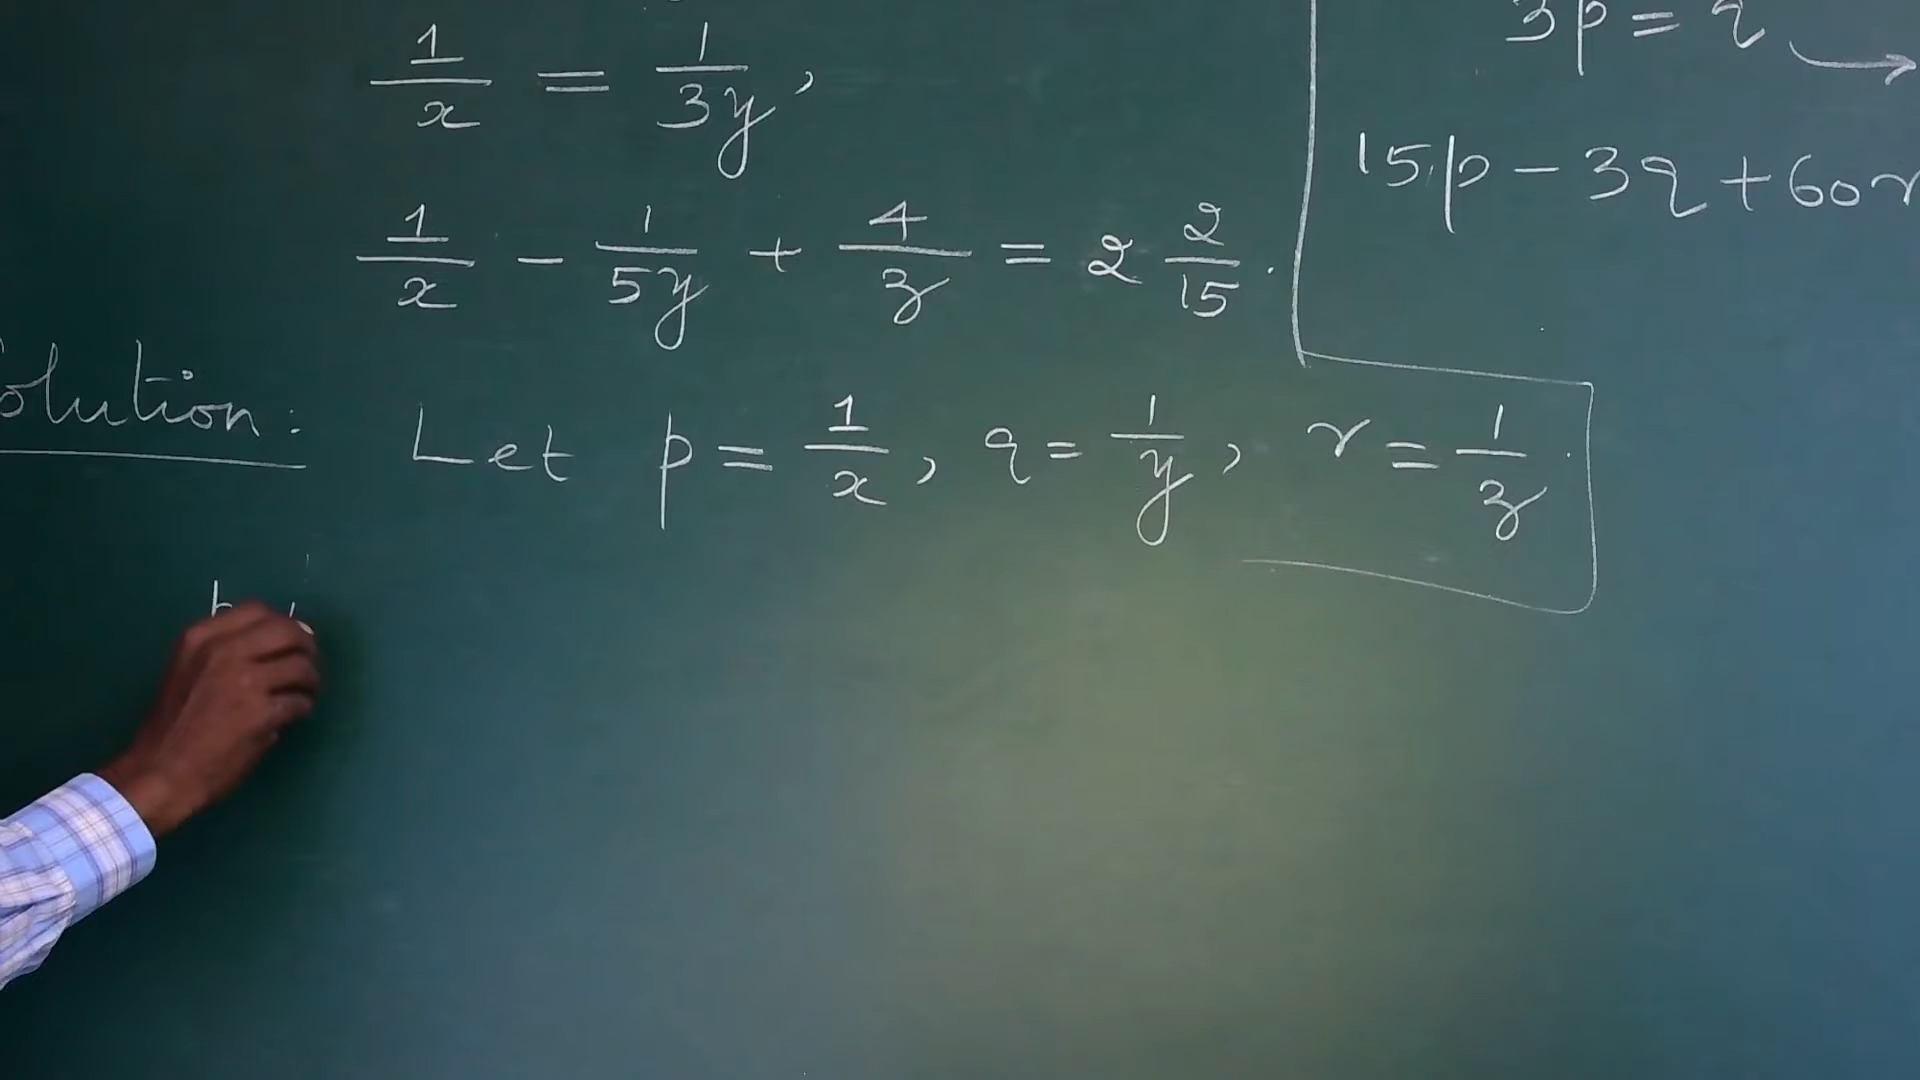 1/x = 1/3y,
1/x - 1/5y + 4/z = 2 2/15.
olution: Let p = 1/x, q = 1/y, r = 1/z.
3p = q →
15p - 3q + 60r